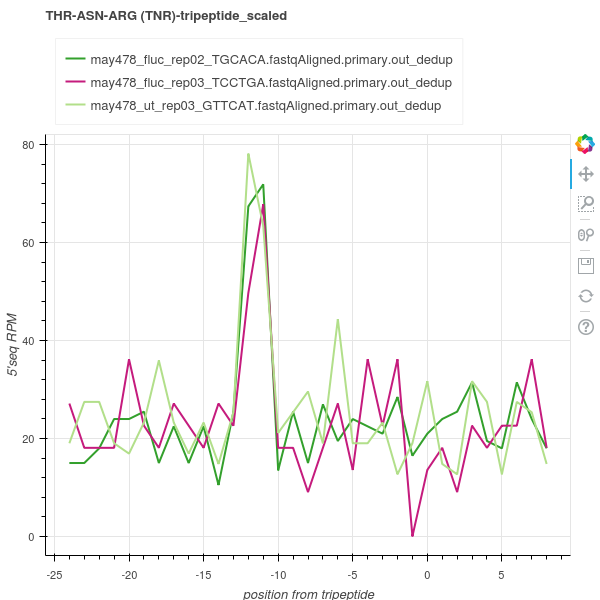 THR-ASN-ARG (TNR)-tripeptide_scaled
may478_fluc_rep02_TGCACA.fastqAligned.primary.out_dedup
may478_fluc_rep03_TCCTGA.fastqAligned.primary.out_dedup
may478_ut_rep03_GTTCAT.fastqAligned.primary.out_dedup
80
60
40
20
0
5'seq RPM
-25 -20 -15 -10 -5 0 5
position from tripeptide